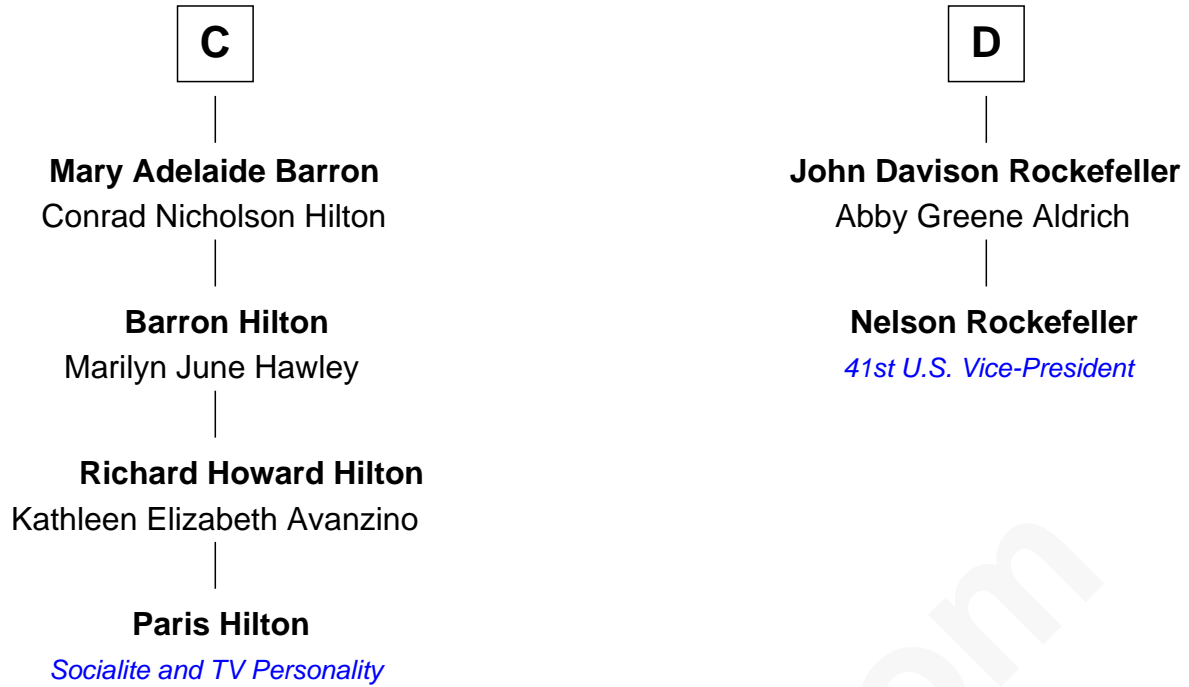 C
Mary Adelaide Barron
Conrad Nicholson Hilton
Barron Hilton
Marilyn June Hawley
Richard Howard Hilton
Kathleen Elizabeth Avanzino
Paris Hilton
Socialite and TV Personality
D
John Davison Rockefeller
Abby Greene Aldrich
Nelson Rockefeller
41st U.S. Vice-President
om